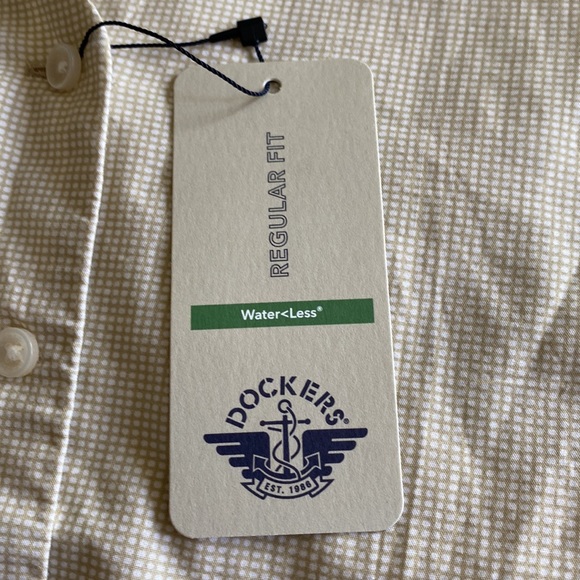 REGULAR FIT
Water<Less®
DOCKERS®
EST. 1986